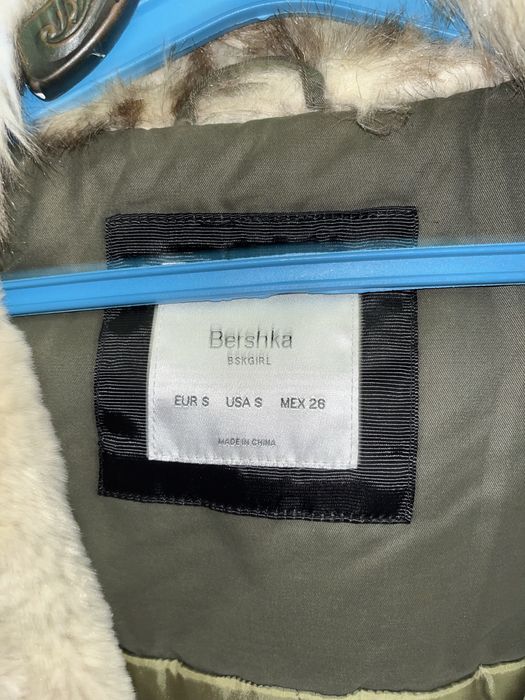 Bershka
BSKGIRL
EUR S USA S MEX 26
MADE IN CHINA